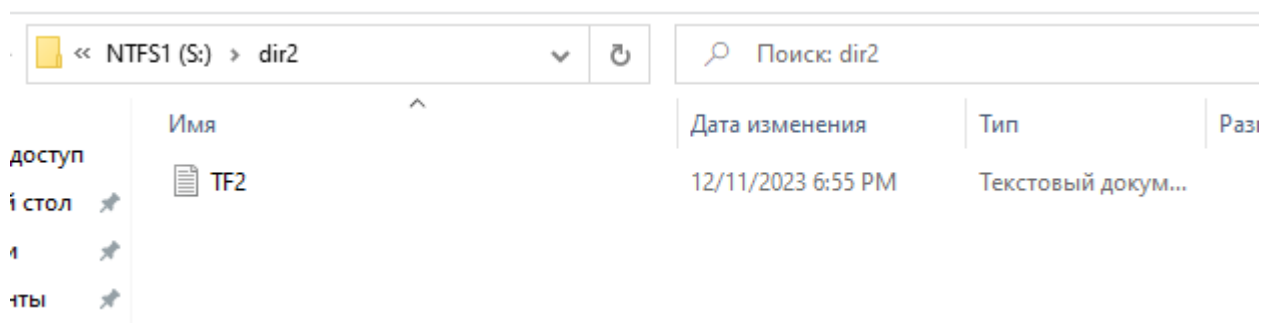 « NTFS1 (S:) › dir2
Поиск: dir2
Имя
Дата изменения
Тип
доступ
TF2
12/11/2023 6:55 PM
Текстовый докум...
стол